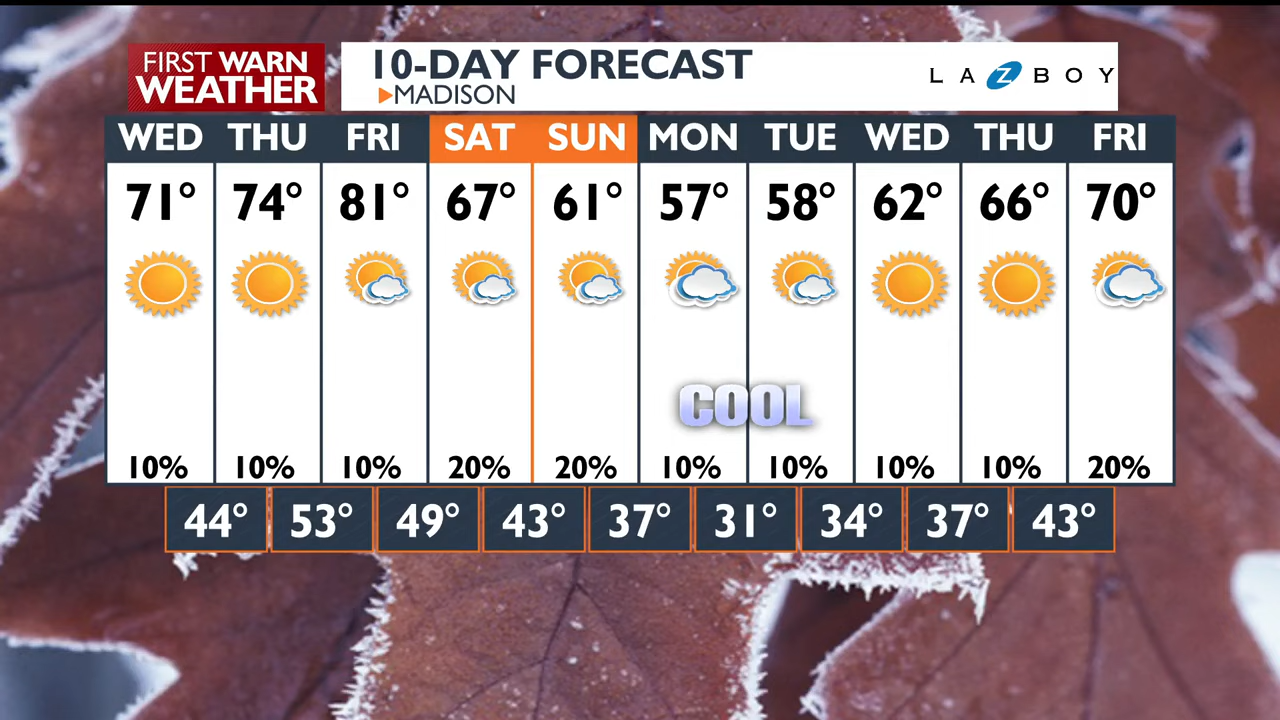 FIRST WARN
WEATHER
10-DAY FORECAST
MADISON
LAZBOY
WED THU FRI SAT SUN MON TUE WED THU FRI
71° 74° 81° 67° 61° 57° 58° 62° 66° 70°
COOL
10% 10% 10% 20% 20% 10% 10% 10% 10% 20%
44° 53° 49° 43° 37° 31° 34° 37° 43°